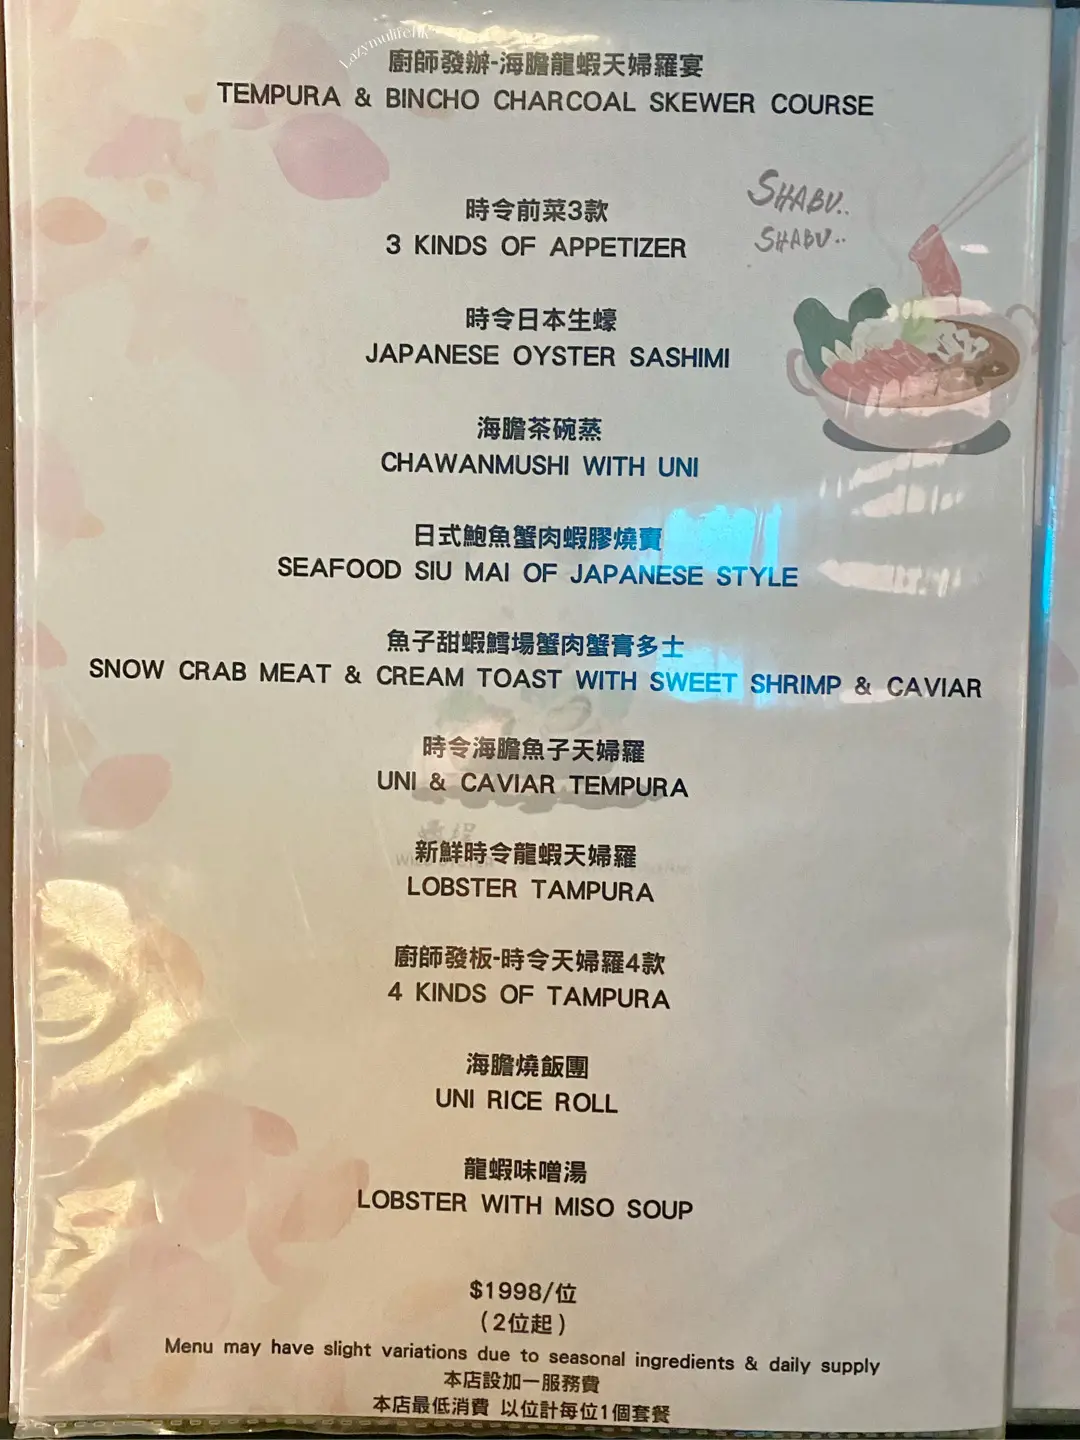 Lazymulifehk
廚師發辦-海膽龍蝦天婦羅宴
TEMPURA & BINCHO CHARCOAL SKEWER COURSE
時令前菜3款
3 KINDS OF APPETIZER
SHABU..
SHABU..
時令日本生蠔
JAPANESE OYSTER SASHIMI
海膽茶碗蒸
CHAWANMUSHI WITH UNI
日式鮑魚蟹肉蝦膠燒賣
SEAFOOD SIU MAI OF JAPANESE STYLE
魚子甜蝦鱈場蟹肉蟹膏多士
SNOW CRAB MEAT & CREAM TOAST WITH SWEET SHRIMP & CAVIAR
時令海膽魚子天婦羅
UNI & CAVIAR TEMPURA
新鮮時令龍蝦天婦羅
LOBSTER TAMPURA
廚師發板-時令天婦羅4款
4 KINDS OF TAMPURA
海膽燒飯團
UNI RICE ROLL
龍蝦味噌湯
LOBSTER WITH MISO SOUP
$1998/位
(2位起)
Menu may have slight variations due to seasonal ingredients & daily supply
本店設加一服務費
本店最低消費 以位計每位1個套餐